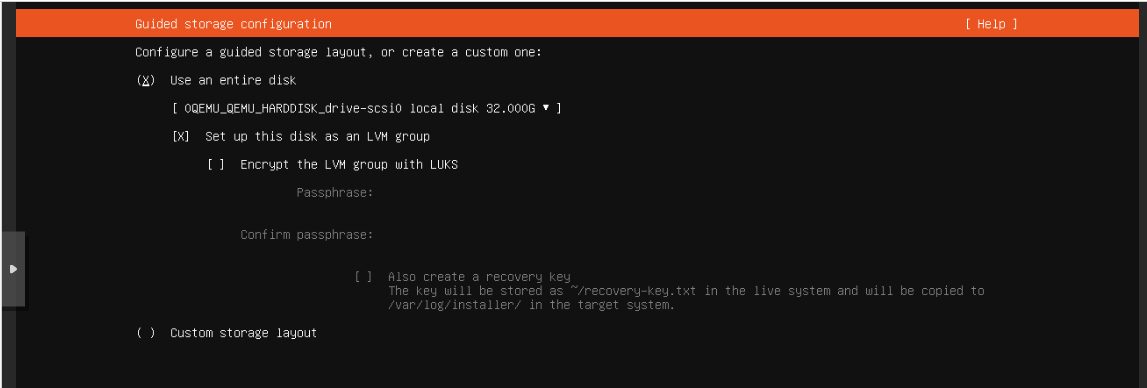 Guided storage configuration [ Help ]
Configure a guided storage layout, or create a custom one:
(X) Use an entire disk
[ 0QEMU_QEMU_HARDDISK_drive-scsi0 local disk 32.000G ▼ ]
[X] Set up this disk as an LVM group
[ ] Encrypt the LVM group with LUKS
Passphrase:
Confirm passphrase:
[ ] Also create a recovery key
The key will be stored as ~/recovery-key.txt in the live system and will be copied to
/var/log/installer/ in the target system.
( ) Custom storage layout